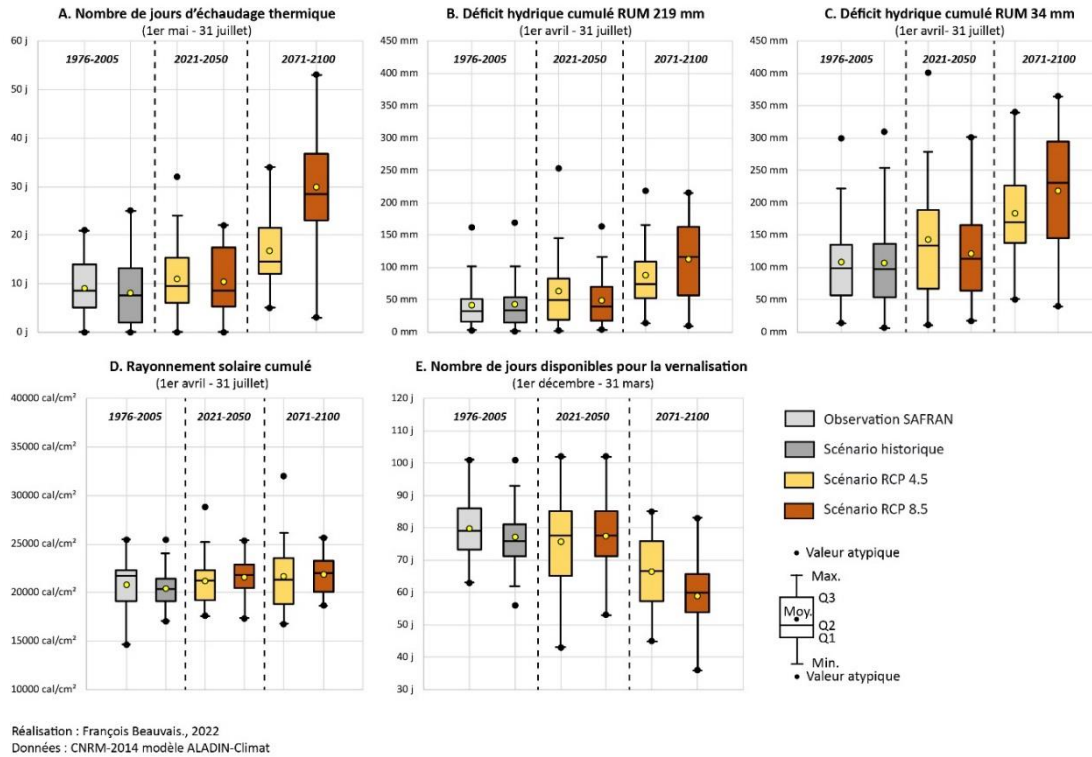 A. Nombre de jours d'échaudage thermique
(1er mai - 31 juillet)
60 j
50 j
40 j
30 j
20 j
10 j
0 j
1976-2005
2021-2050
2071-2100
B. Déficit hydrique cumulé RUM 219 mm
(1er avril - 31 juillet)
450 mm
400 mm
350 mm
300 mm
250 mm
200 mm
150 mm
100 mm
50 mm
0 mm
1976-2005
2021-2050
2071-2100
C. Déficit hydrique cumulé RUM 34 mm
(1er avril- 31 juillet)
450 mm
400 mm
350 mm
300 mm
250 mm
200 mm
150 mm
100 mm
50 mm
0 mm
1976-2005
2021-2050
2071-2100
D. Rayonnement solaire cumulé
(1er avril - 31 juillet)
40000 cal/cm²
35000 cal/cm²
30000 cal/cm²
25000 cal/cm²
20000 cal/cm²
15000 cal/cm²
10000 cal/cm²
1976-2005
2021-2050
2071-2100
E. Nombre de jours disponibles pour la vernalisation
(1er décembre - 31 mars)
120 j
110 j
100 j
90 j
80 j
70 j
60 j
50 j
40 j
30 j
1976-2005
2021-2050
2071-2100
Observation SAFRAN
Scénario historique
Scénario RCP 4.5
Scénario RCP 8.5
Valeur atypique
Max.
Q3
Moy.
Q2
Q1
Min.
Valeur atypique
Réalisation : François Beauvais., 2022
Données : CNRM-2014 modèle ALADIN-Climat